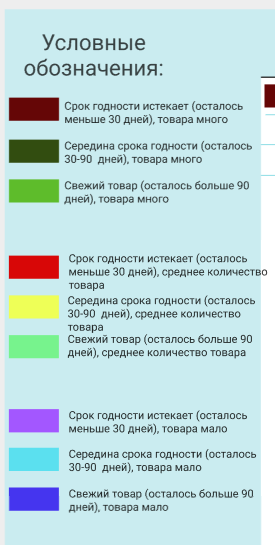 Условные
обозначения:
Срок годности истекает (осталось
меньше 30 дней), товара много
Середина срока годности (осталось
30-90 дней), товара много
Свежий товар (осталось больше 90
дней), товара много
Срок годности истекает (осталось
меньше 30 дней), среднее количество
товара
Середина срока годности (осталось
30-90 дней), среднее количество
товара
Свежий товар (осталось больше 90
дней), среднее количество товара
Срок годности истекает (осталось
меньше 30 дней), товара мало
Середина срока годности (осталось
30-90 дней), товара мало
Свежий товар (осталось больше 90
дней), товара мало